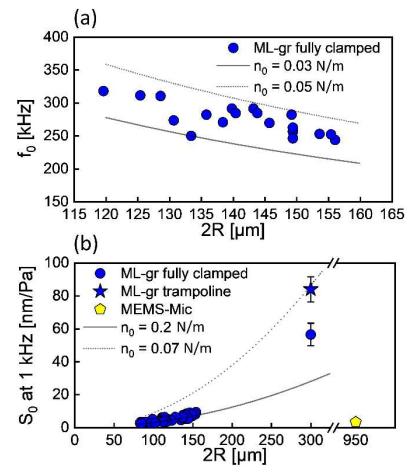 (a)
f₀ [kHz]
400
350
300
250
200
150
ML-gr fully clamped
n₀ = 0.03 N/m
n₀ = 0.05 N/m
115 120 125 130 135 140 145 150 155 160 165
2R [µm]
(b)
S₀ at 1 kHz [nm/Pa]
100
80
60
40
20
0
ML-gr fully clamped
ML-gr trampoline
MEMS-Mic
n₀ = 0.2 N/m
n₀ = 0.07 N/m
0 50 100 150 200 250 300 950
2R [µm]